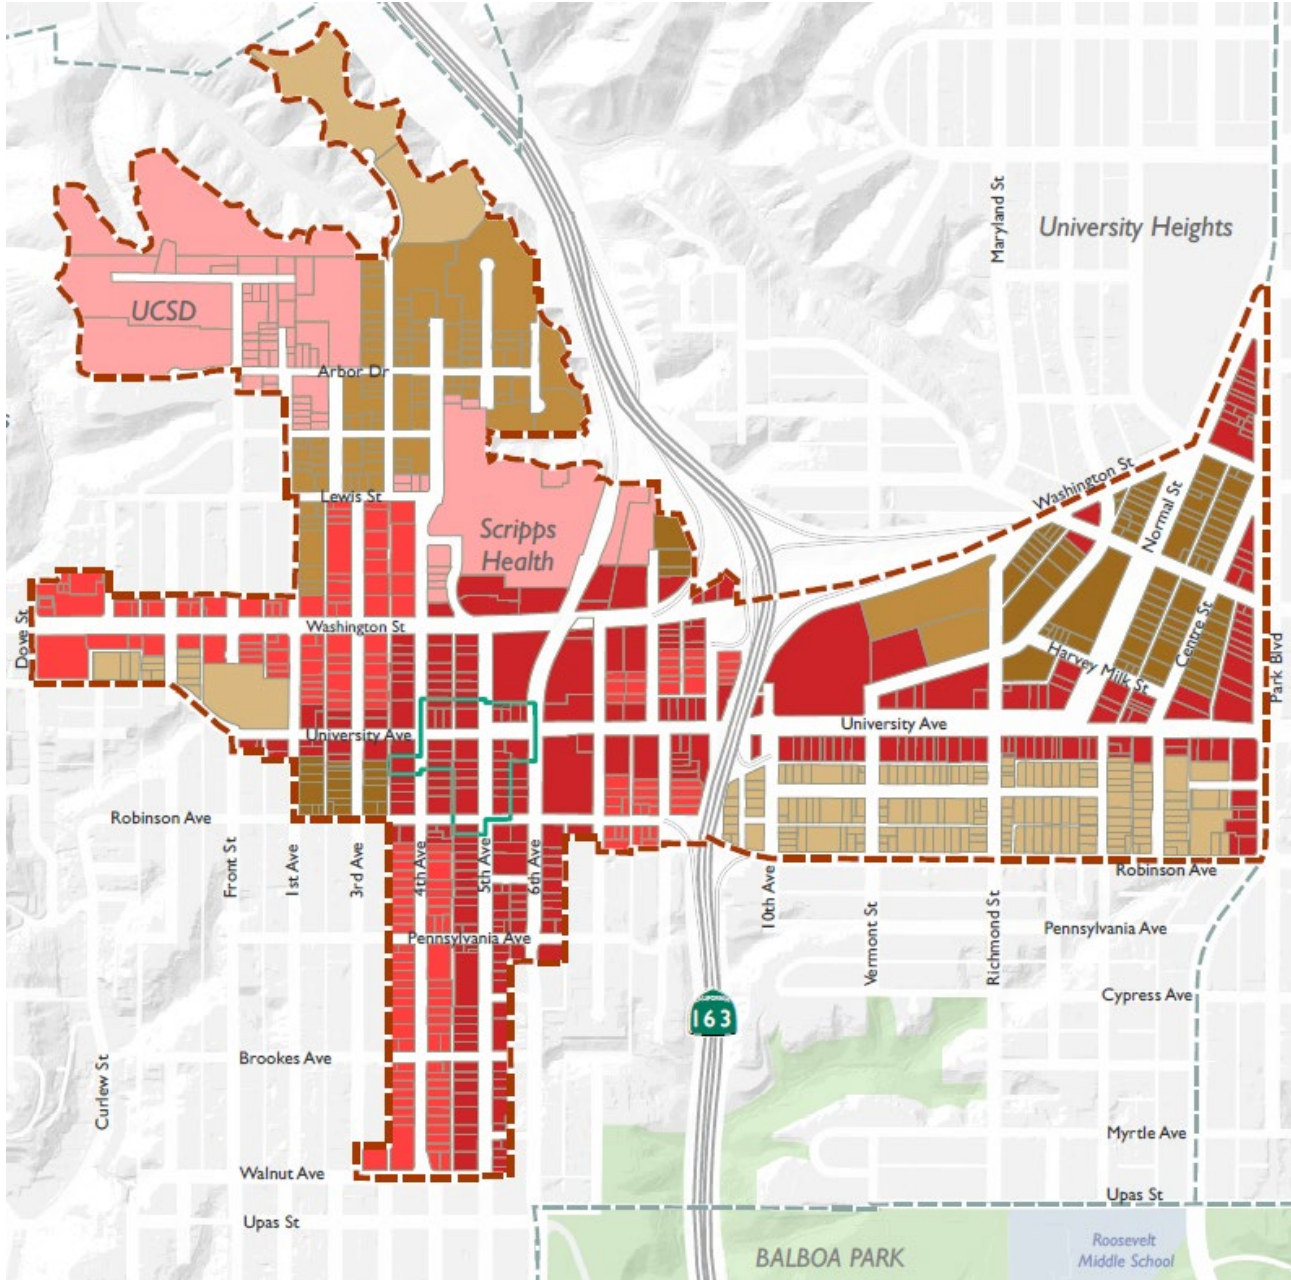 Maryland St
University Heights
UCSD
Arbor Dr
Washington St
Normal St
Lewis St
Scripps
Health
Dove St
Washington St
Centre St
Harvey Milk St
Park Blvd
University Ave
University Ave
Robinson Ave
Front St
1st Ave
3rd Ave
4th Ave
5th Ave
6th Ave
Robinson Ave
10th Ave
Vermont St
Richmond St
Pennsylvania Ave
Pennsylvania Ave
Cypress Ave
CALIFORNIA
163
Brookes Ave
Curlew St
Myrtle Ave
Walnut Ave
Upas St
Upas St
BALBOA PARK
Roosevelt
Middle School